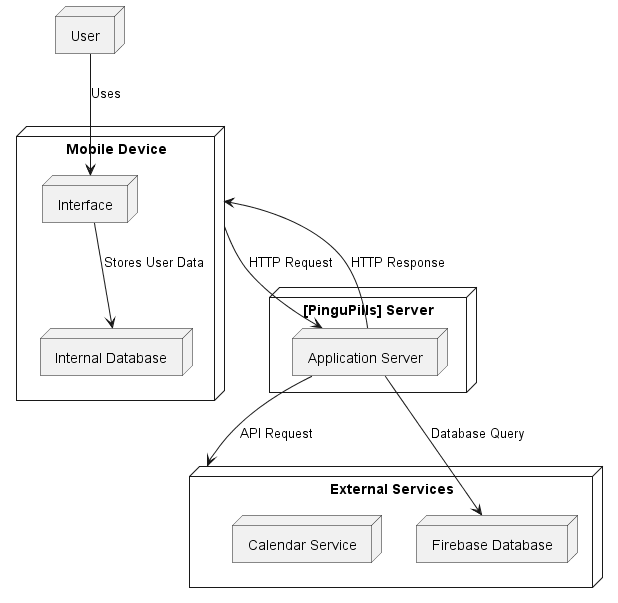 User
Uses
Mobile Device
Interface
Stores User Data
HTTP Request
HTTP Response
[PinguPills] Server
Internal Database
Application Server
API Request
Database Query
External Services
Calendar Service
Firebase Database